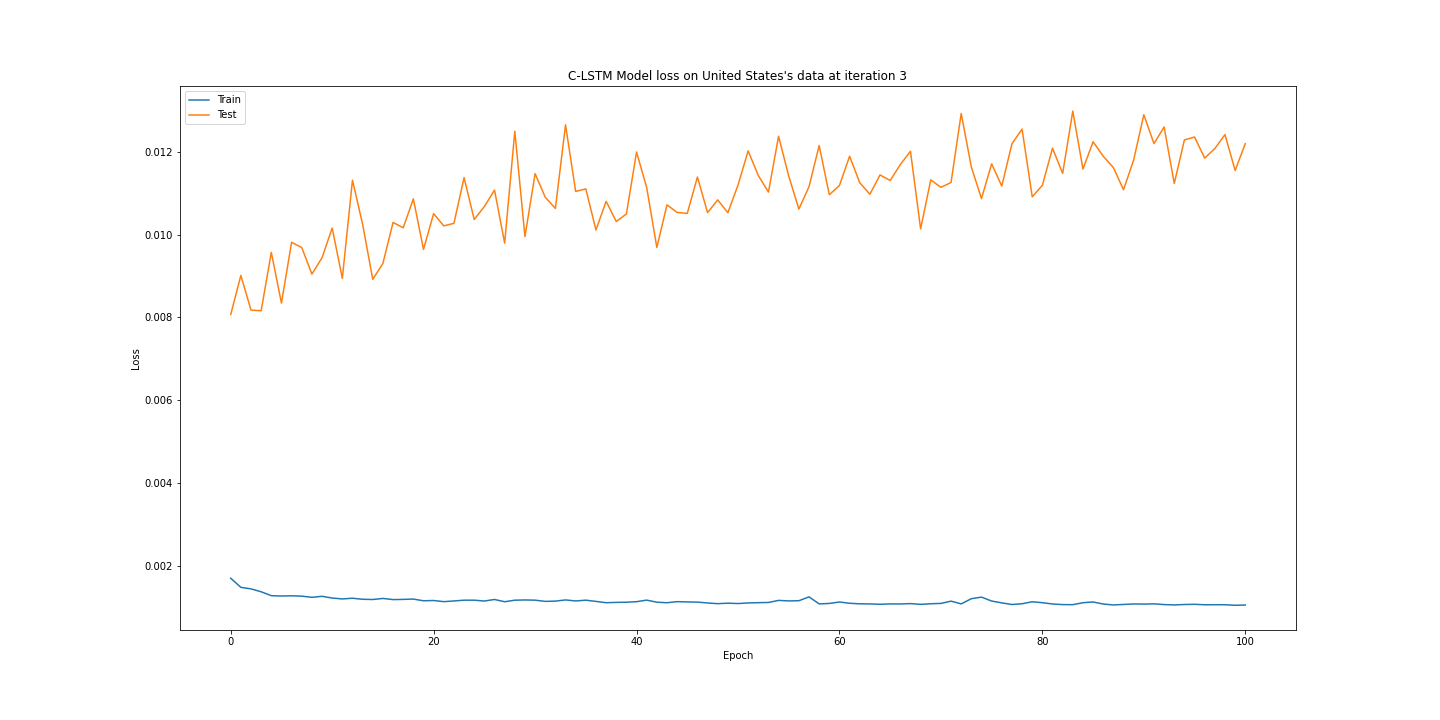 C-LSTM Model loss on United States's data at iteration 3
Train
Test
0.012
0.010
0.008
0.006
0.004
0.002
Loss
0 20 40 60 80 100
Epoch